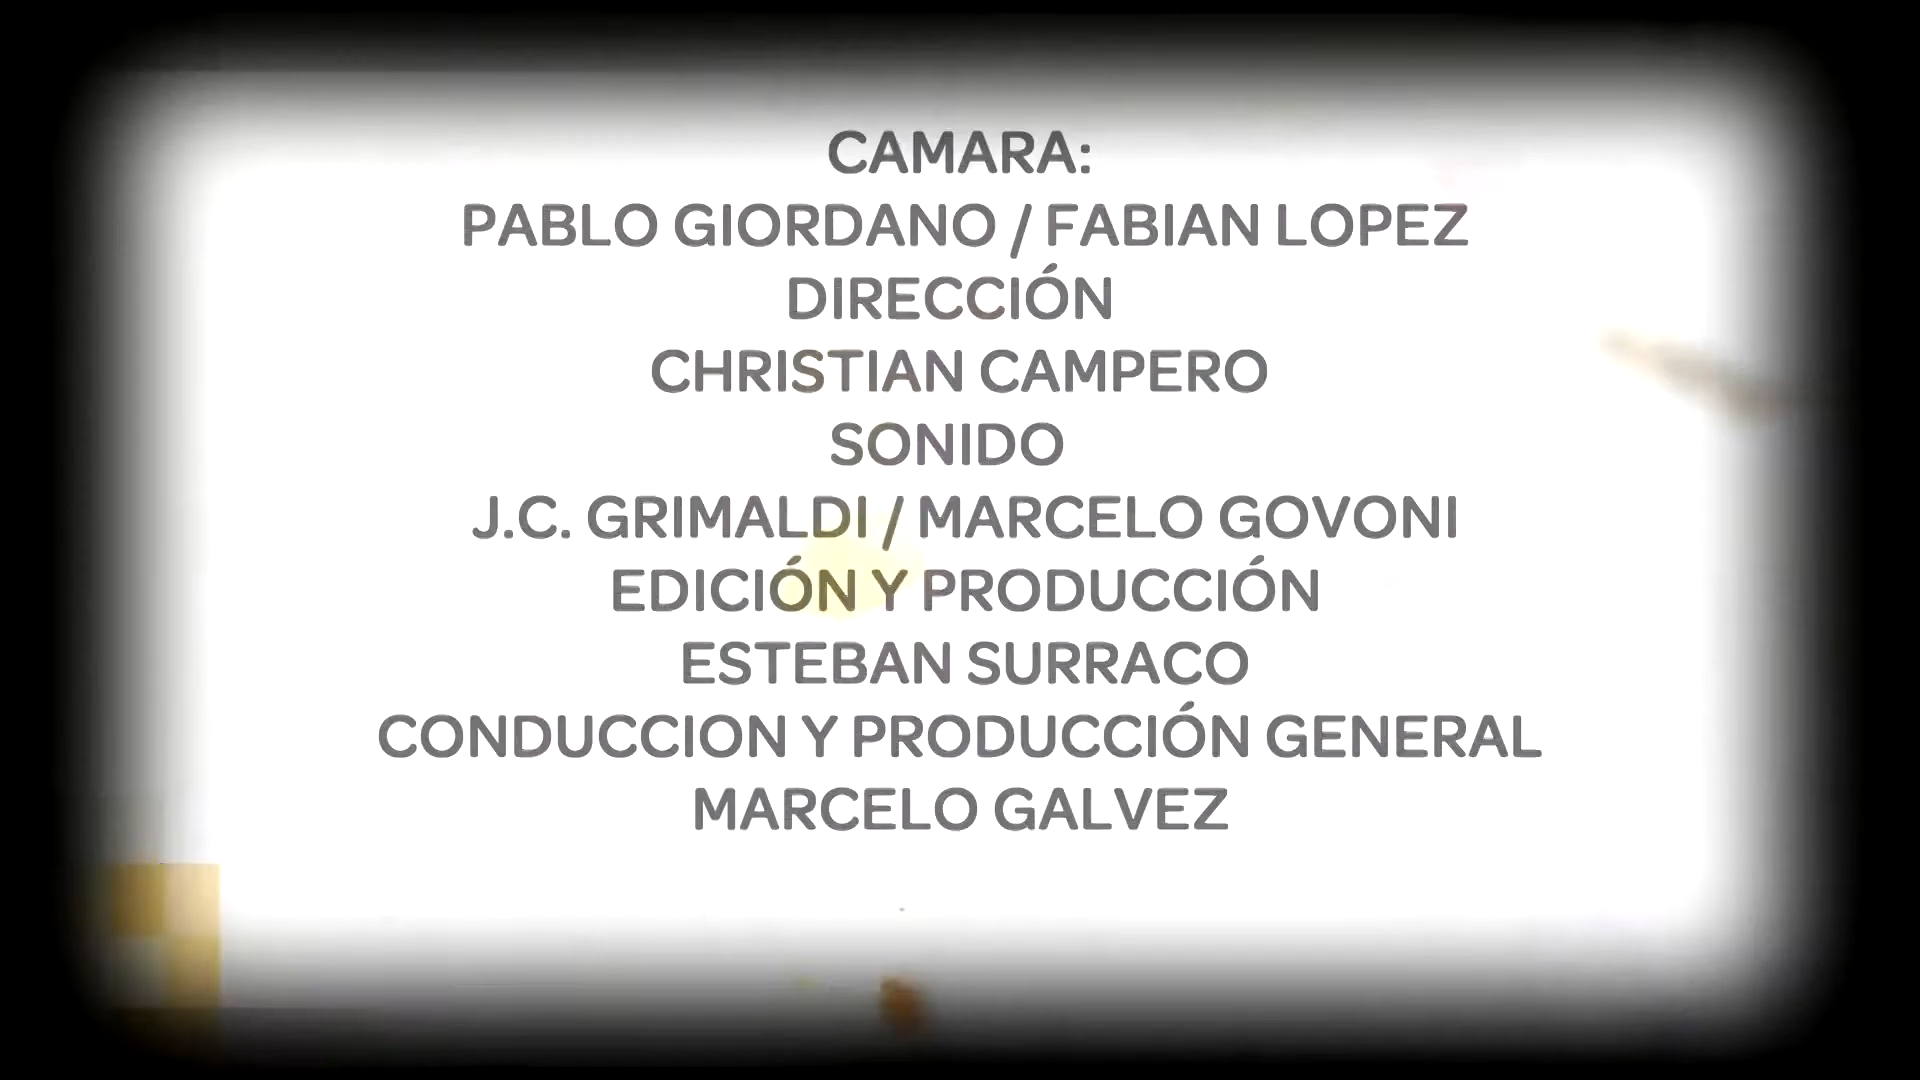 CAMARA:
PABLO GIORDANO / FABIAN LOPEZ
DIRECCIÓN
CHRISTIAN CAMPERO
SONIDO
J.C. GRIMALDI / MARCELO GOVONI
EDICIÓN Y PRODUCCIÓN
ESTEBAN SURRACO
CONDUCCION Y PRODUCCIÓN GENERAL
MARCELO GALVEZ